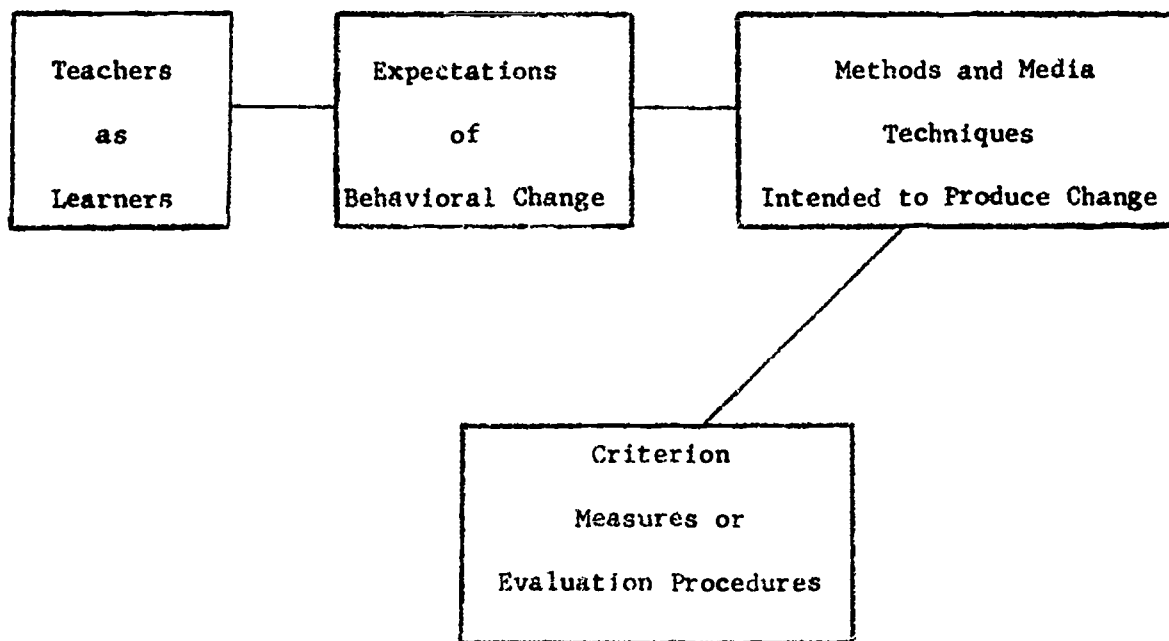 Teachers
as
Learners
Expectations
of
Behavioral Change
Methods and Media
Techniques
Intended to Produce Change
Criterion
Measures or
Evaluation Procedures